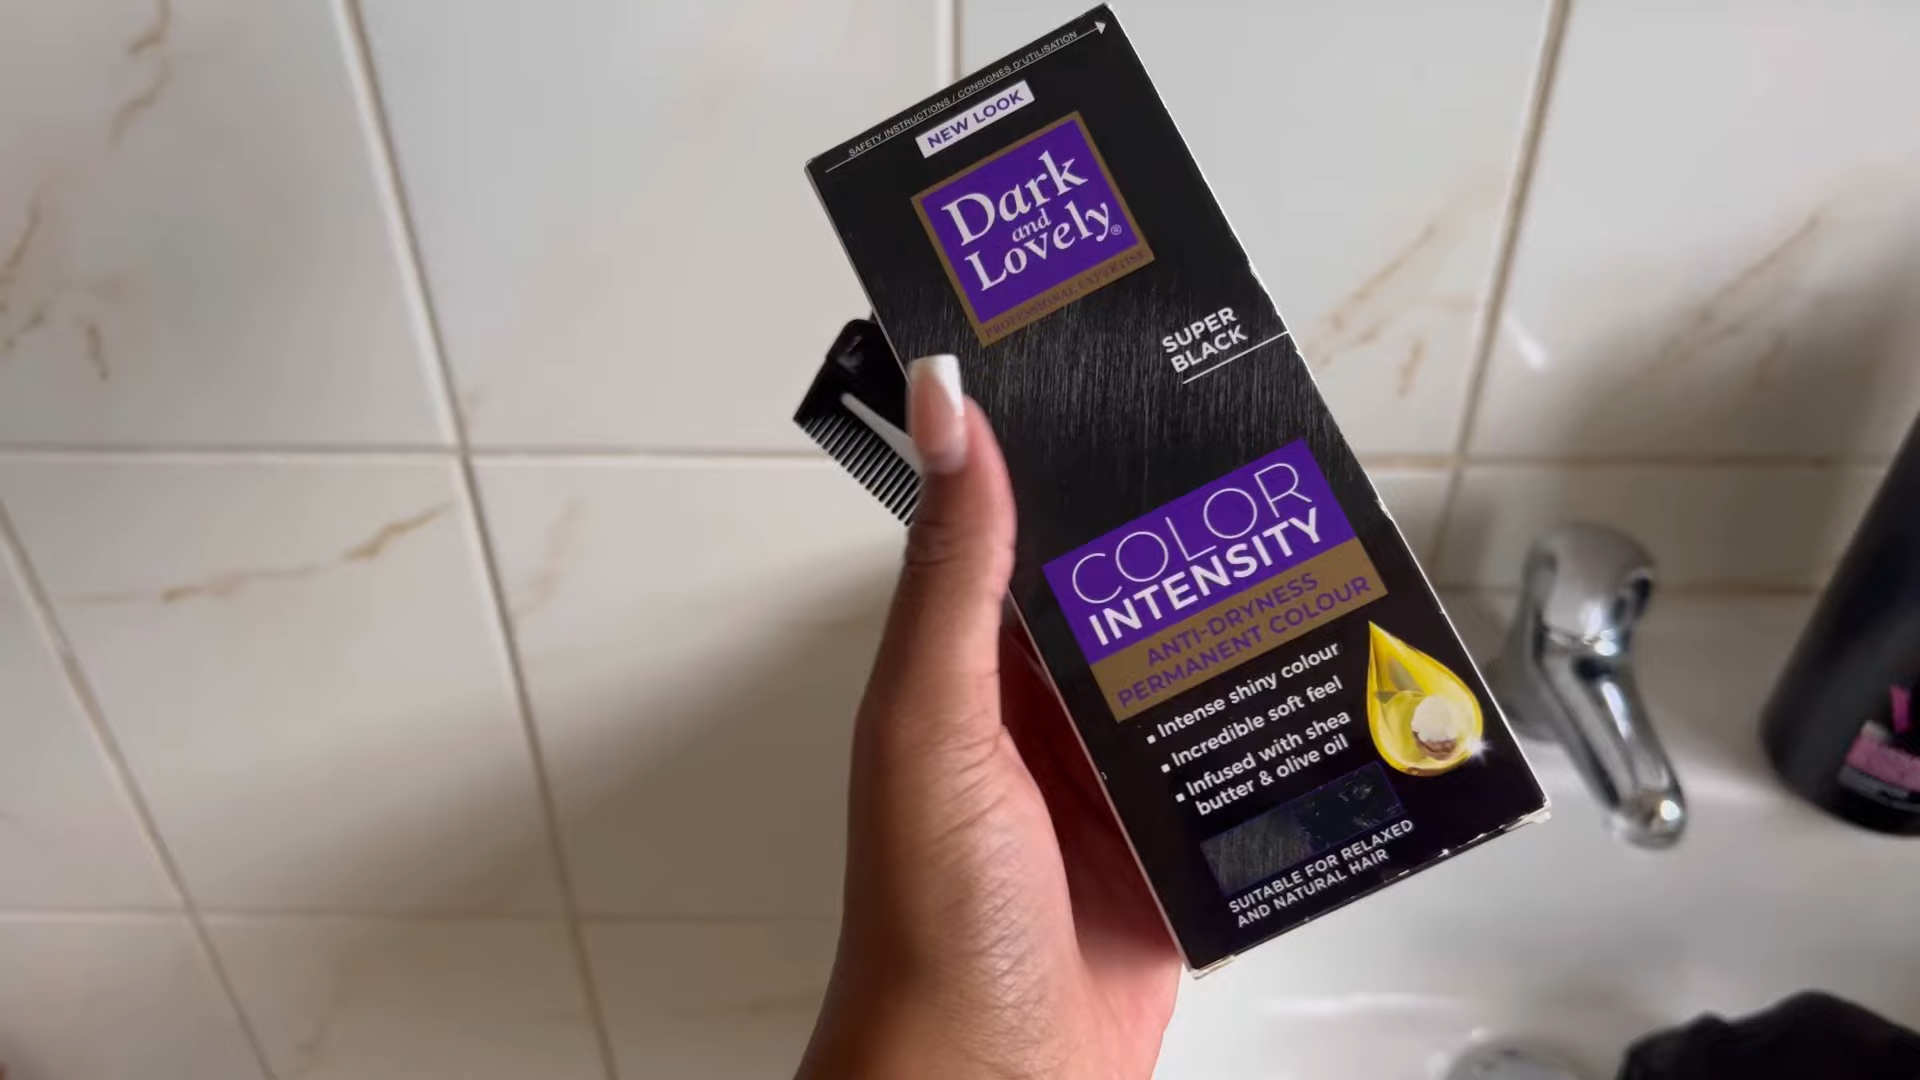 SAFETY INSTRUCTIONS / CONSIGNES D'UTILISATION
NEW LOOK
Dark
and
Lovely®
PROFESSIONAL EXPERTISE
SUPER
BLACK
COLOR
INTENSITY
ANTI-DRYNESS
PERMANENT COLOUR
▪ Intense shiny colour
▪ Incredible soft feel
▪ Infused with shea
butter & olive oil
SUITABLE FOR RELAXED
AND NATURAL HAIR